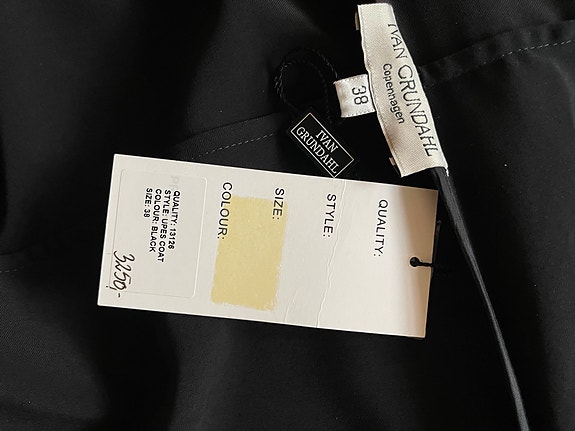 IVAN GRUNDAHL
Copenhagen
38
IVAN
GRUNDAHL
QUALITY:
STYLE:
SIZE:
COLOUR:
QUALITY: 13126
STYLE: UPES COAT
COLOUR: BLACK
SIZE: 38
3250,-